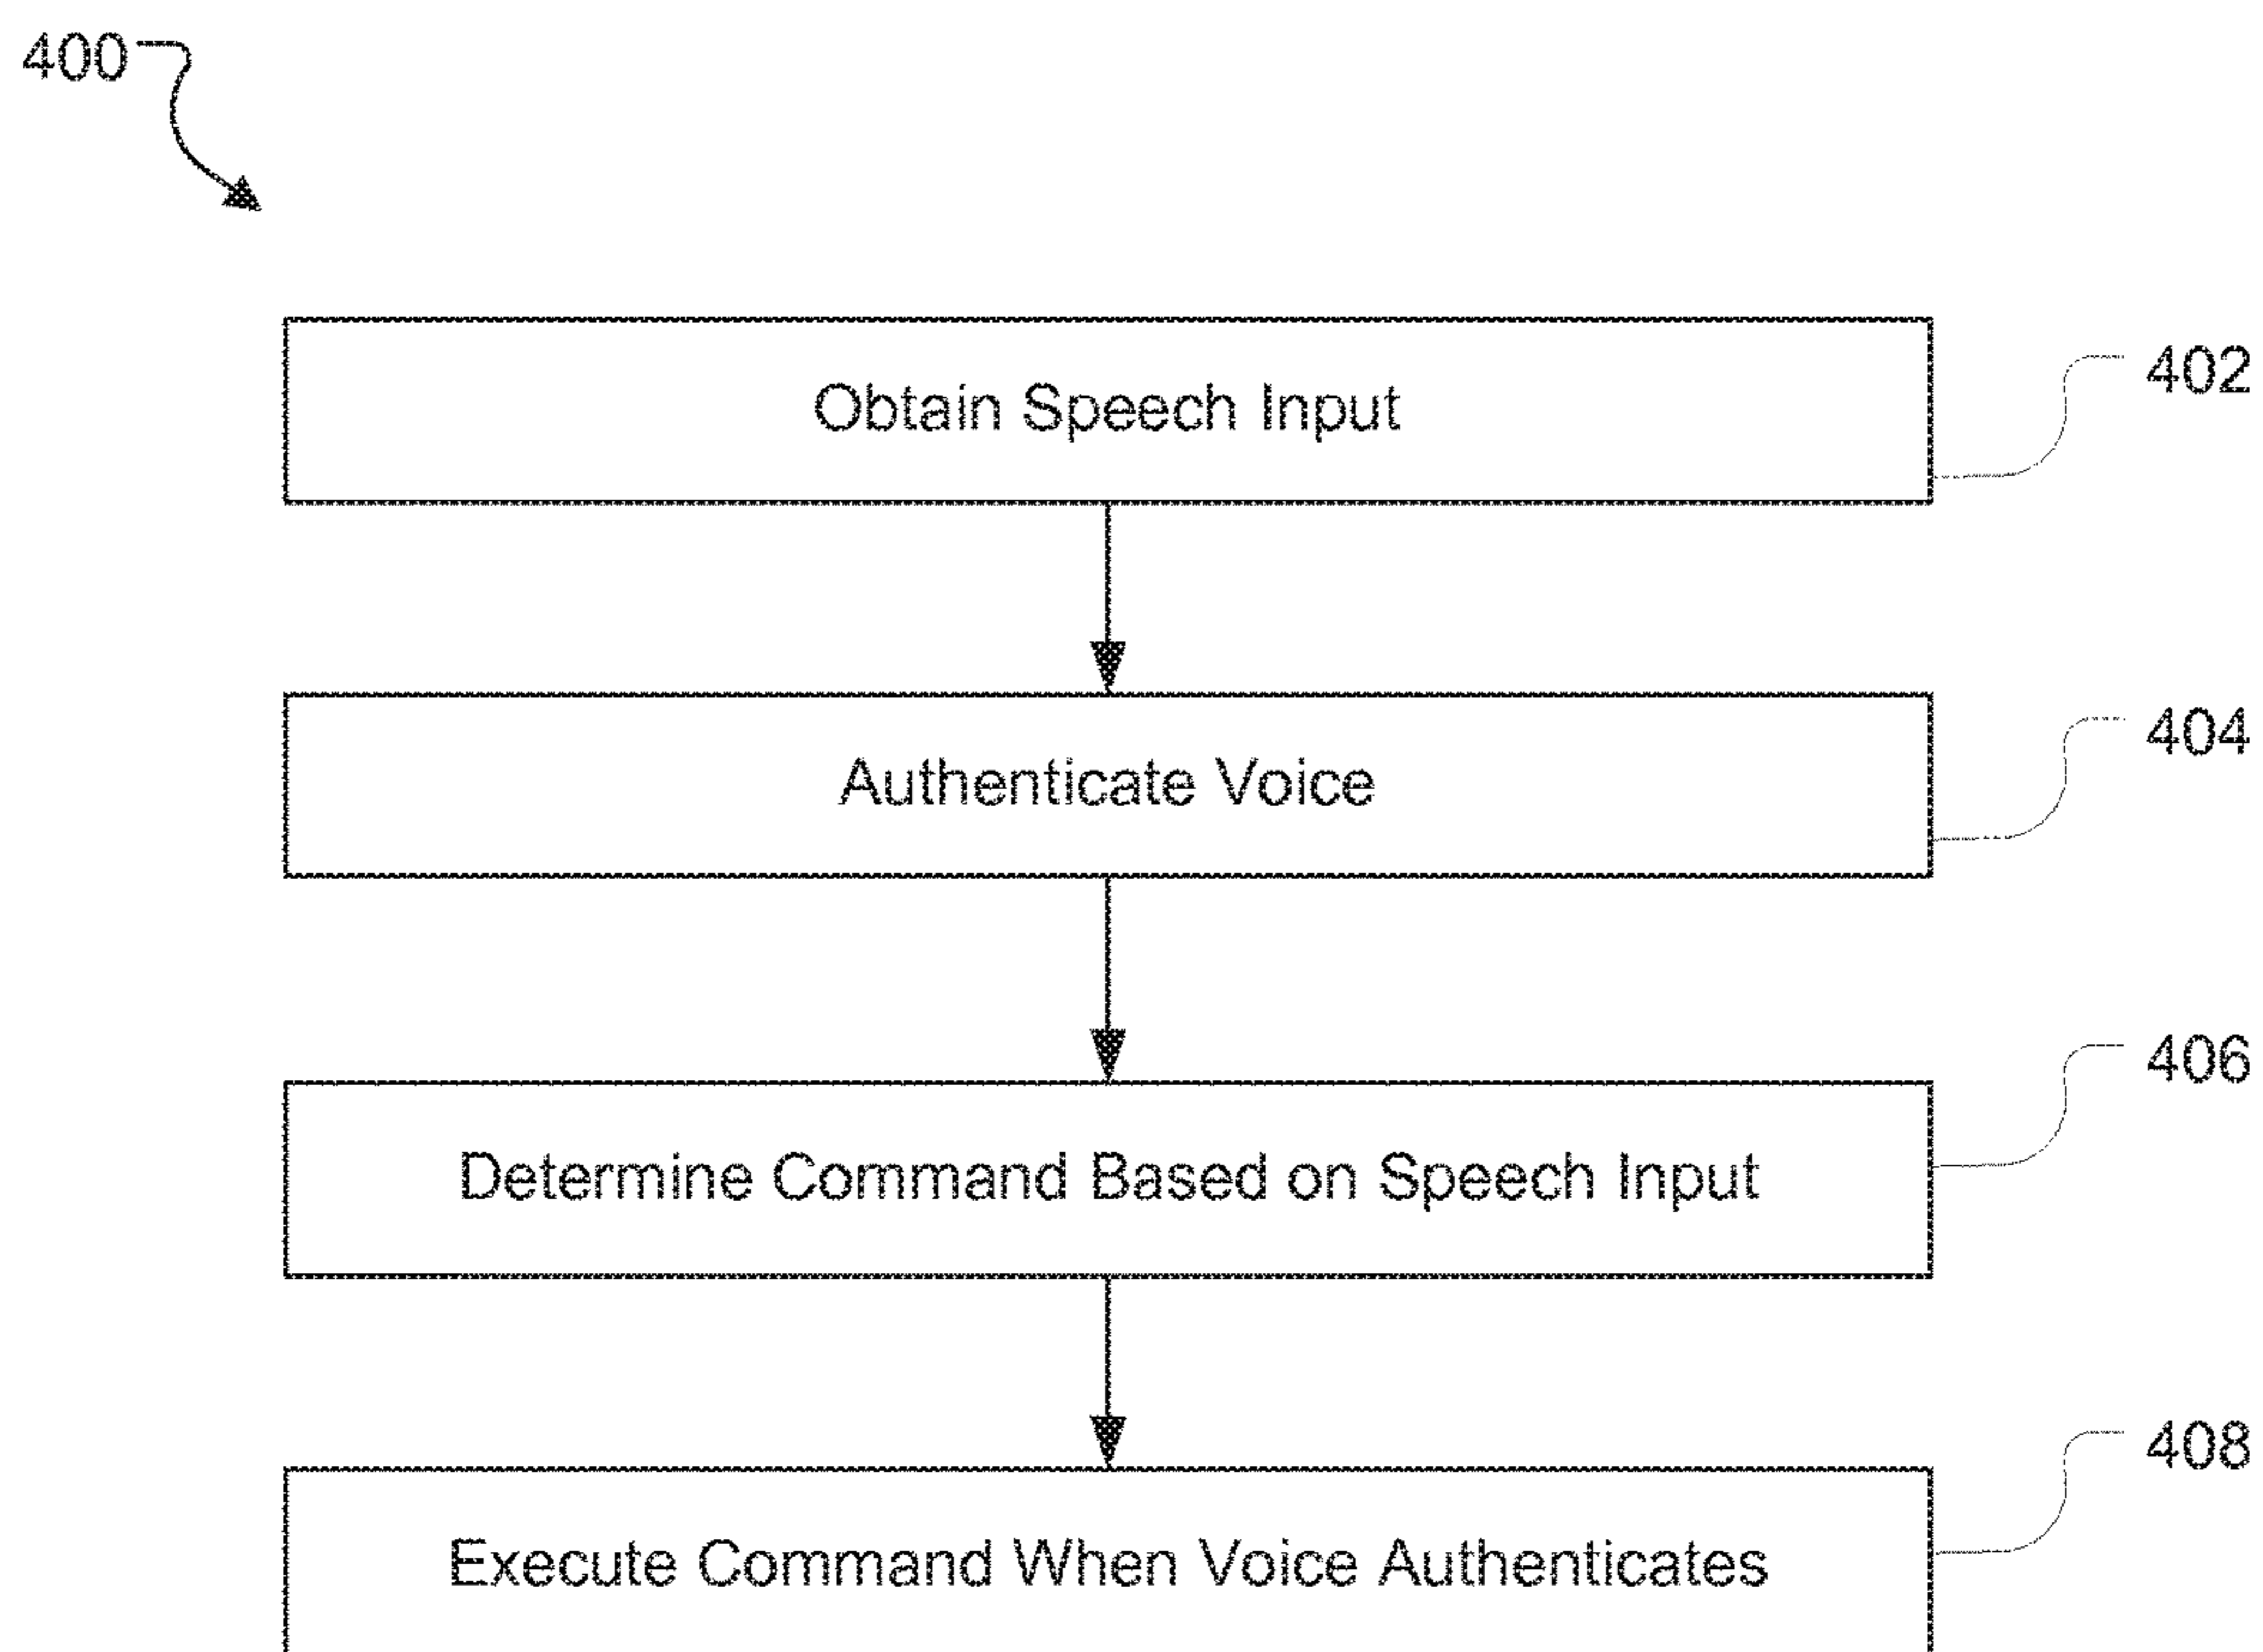 400
Obtain Speech Input
402
Authenticate Voice
404
Determine Command Based on Speech Input
406
Execute Command When Voice Authenticates
408